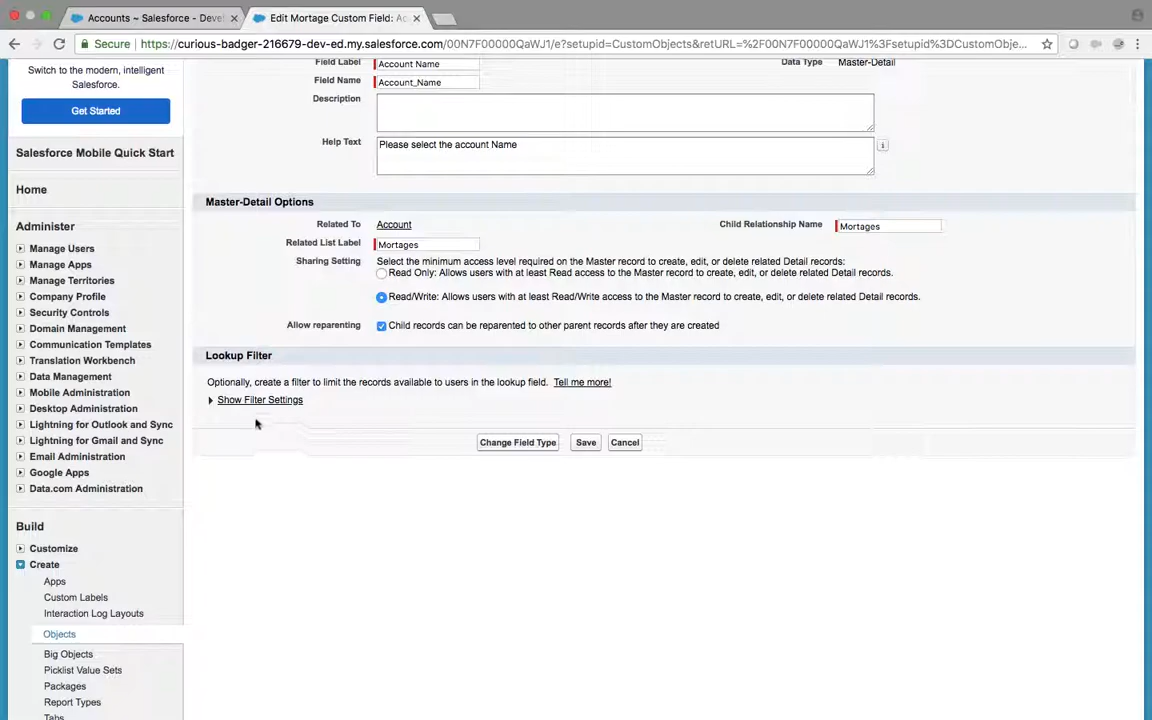 Accounts ~ Salesforce - Devel
Edit Mortage Custom Field: Ac
Secure https://curious-badger-216679-dev-ed.my.salesforce.com/00N7F00000QaWJ1/e?setupid=CustomObjects&retURL=%2F00N7F00000QaWJ1%3Fsetupid%3DCustomObje...
Switch to the modern, intelligent
Salesforce.
Get Started
Salesforce Mobile Quick Start
Home
Administer
Manage Users
Manage Apps
Manage Territories
Company Profile
Security Controls
Domain Management
Communication Templates
Translation Workbench
Data Management
Mobile Administration
Desktop Administration
Lightning for Outlook and Sync
Lightning for Gmail and Sync
Email Administration
Google Apps
Data.com Administration
Build
Customize
Create
Apps
Custom Labels
Interaction Log Layouts
Objects
Big Objects
Picklist Value Sets
Packages
Report Types
Tabs
Field Label Account Name Data Type Master-Detail
Field Name Account_Name
Description
Help Text Please select the account Name
Master-Detail Options
Related To Account Child Relationship Name Mortages
Related List Label Mortages
Sharing Setting Select the minimum access level required on the Master record to create, edit, or delete related Detail records:
Read Only: Allows users with at least Read access to the Master record to create, edit, or delete related Detail records.
Read/Write: Allows users with at least Read/Write access to the Master record to create, edit, or delete related Detail records.
Allow reparenting Child records can be reparented to other parent records after they are created
Lookup Filter
Optionally, create a filter to limit the records available to users in the lookup field. Tell me more!
Show Filter Settings
Change Field Type Save Cancel